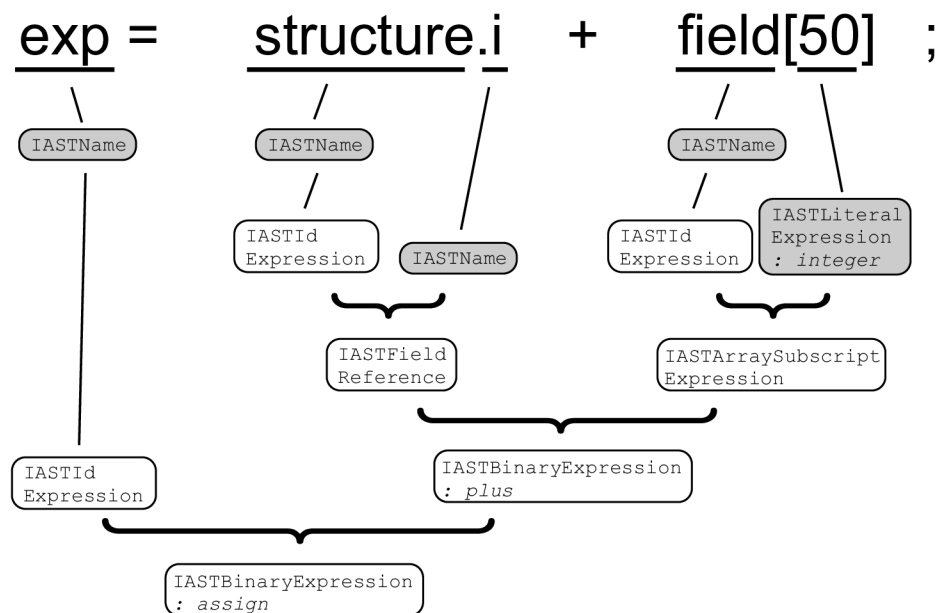 exp = structure.i + field[50] ;
IASTName
IASTName
IASTName
IASTId
Expression
IASTName
IASTId
Expression
IASTLiteral
Expression
: integer
IASTField
Reference
IASTArraySubscript
Expression
IASTId
Expression
IASTBinaryExpression
: plus
IASTBinaryExpression
: assign